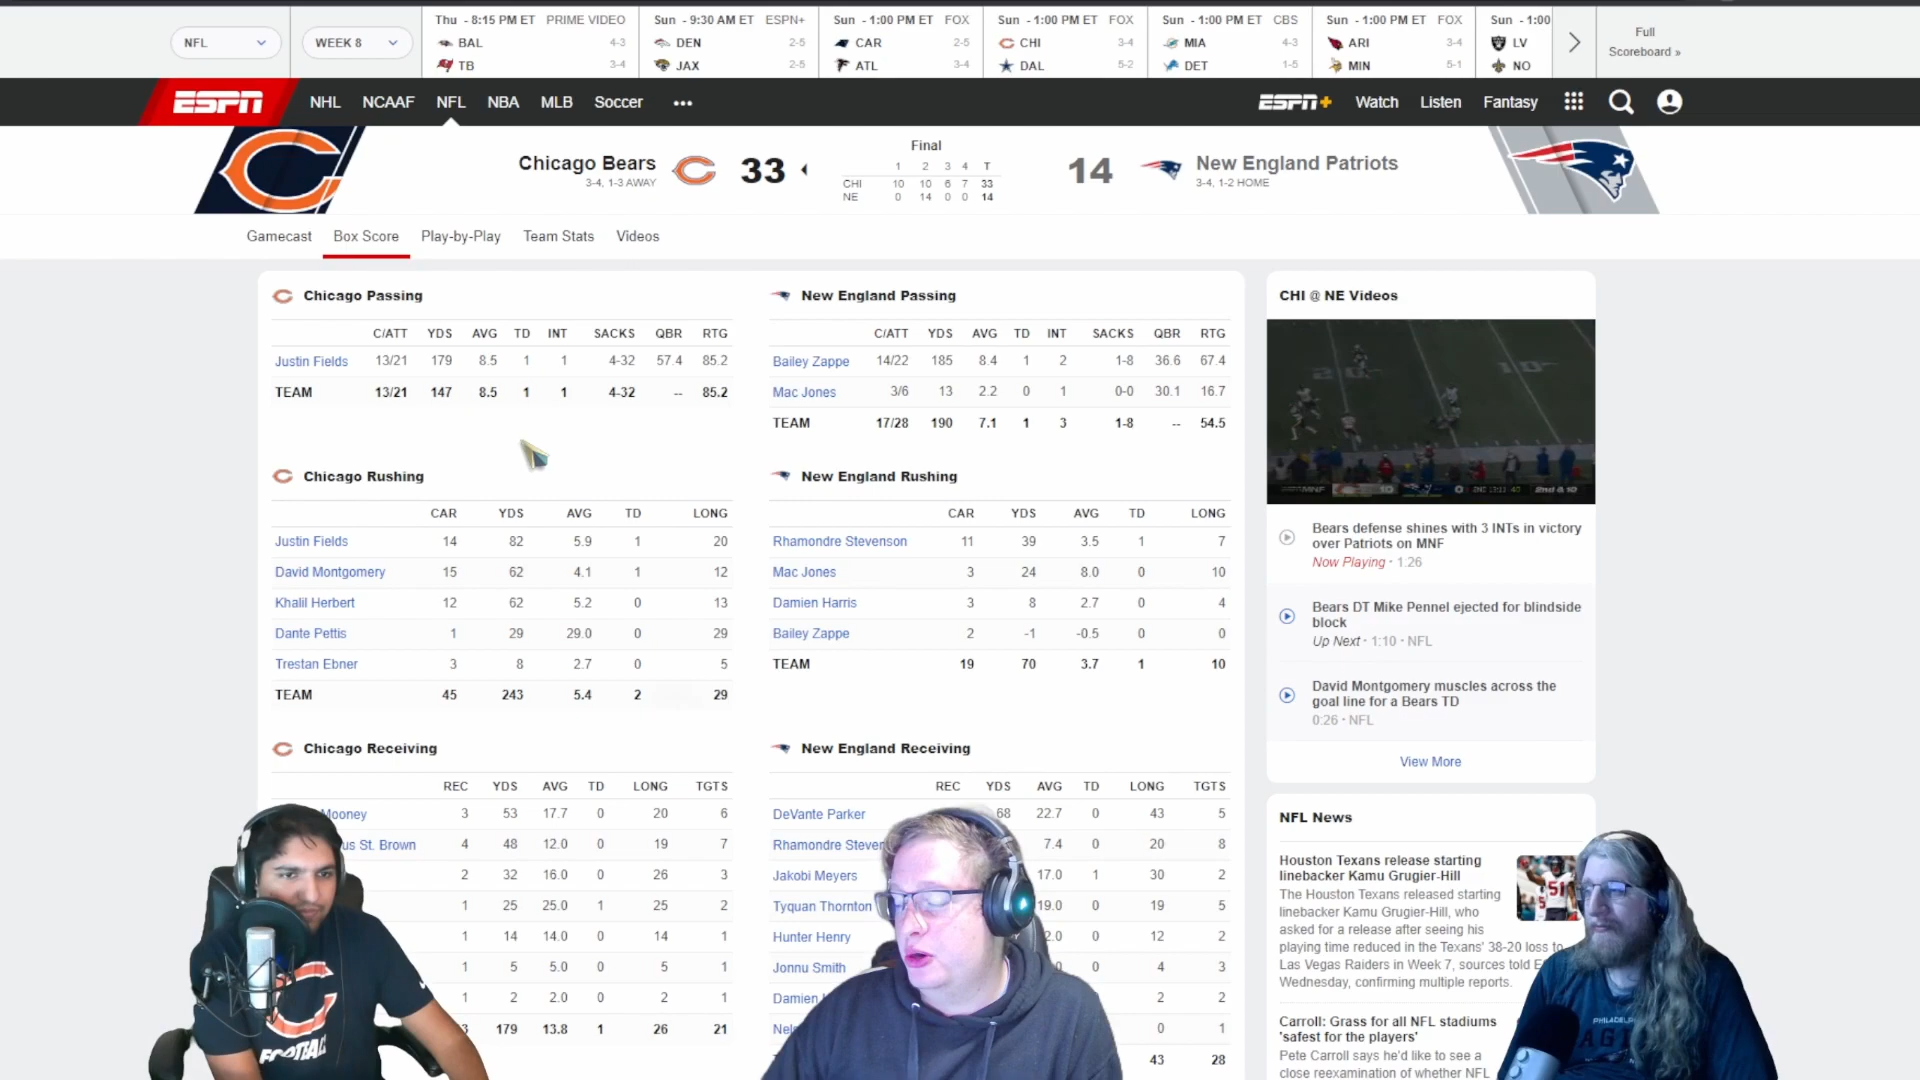 NFL
WEEK 8
Thu - 8:15 PM ET PRIME VIDEO
BAL 4-3
TB 3-4
Sun - 9:30 AM ET ESPN+
DEN 2-5
JAX 2-5
Sun - 1:00 PM ET FOX
CAR 2-5
ATL 3-4
Sun - 1:00 PM ET FOX
CHI 3-4
DAL 5-2
Sun - 1:00 PM ET CBS
MIA 4-3
DET 1-5
Sun - 1:00 PM ET FOX
ARI 3-4
MIN 5-1
Sun - 1:00
LV
NO
Full
Scoreboard »
ESPN NHL NCAAF NFL NBA MLB Soccer ••• ESPN+ Watch Listen Fantasy
Chicago Bears
3-4, 1-3 AWAY
33
Final
1 2 3 4 T
CHI 10 10 6 7 33
NE 0 14 0 0 14
14
New England Patriots
3-4, 1-2 HOME
Gamecast Box Score Play-by-Play Team Stats Videos
Chicago Passing
C/ATT YDS AVG TD INT SACKS QBR RTG
Justin Fields 13/21 179 8.5 1 1 4-32 57.4 85.2
TEAM 13/21 147 8.5 1 1 4-32 -- 85.2
New England Passing
C/ATT YDS AVG TD INT SACKS QBR RTG
Bailey Zappe 14/22 185 8.4 1 2 1-8 36.6 67.4
Mac Jones 3/6 13 2.2 0 1 0-0 30.1 16.7
TEAM 17/28 190 7.1 1 3 1-8 -- 54.5
Chicago Rushing
CAR YDS AVG TD LONG
Justin Fields 14 82 5.9 1 20
David Montgomery 15 62 4.1 1 12
Khalil Herbert 12 62 5.2 0 13
Dante Pettis 1 29 29.0 0 29
Trestan Ebner 3 8 2.7 0 5
TEAM 45 243 5.4 2 29
New England Rushing
CAR YDS AVG TD LONG
Rhamondre Stevenson 11 39 3.5 1 7
Mac Jones 3 24 8.0 0 10
Damien Harris 3 8 2.7 0 4
Bailey Zappe 2 -1 -0.5 0 0
TEAM 19 70 3.7 1 10
Chicago Receiving
REC YDS AVG TD LONG TGTS
Mooney 3 53 17.7 0 20 6
us St. Brown 4 48 12.0 0 19 7
2 32 16.0 0 26 3
1 25 25.0 1 25 2
1 14 14.0 0 14 1
1 5 5.0 0 5 1
1 2 2.0 0 2 1
3 179 13.8 1 26 21
New England Receiving
REC YDS AVG TD LONG TGTS
DeVante Parker 68 22.7 0 43 5
Rhamondre Steven 7.4 0 20 8
Jakobi Meyers 17.0 1 30 2
Tyquan Thornton 19.0 0 19 5
Hunter Henry 2.0 0 12 2
Jonnu Smith 0 4 3
Damien 2 2
Nels 0 1
43 28
CHI @ NE Videos
Bears defense shines with 3 INTs in victory
over Patriots on MNF
Now Playing • 1:26
Bears DT Mike Pennel ejected for blindside
block
Up Next • 1:10 • NFL
David Montgomery muscles across the
goal line for a Bears TD
0:26 • NFL
View More
NFL News
Houston Texans release starting
linebacker Kamu Grugier-Hill
The Houston Texans released starting
linebacker Kamu Grugier-Hill, who
asked for a release after seeing his
playing time reduced in the Texans' 38-20 loss to
Las Vegas Raiders in Week 7, sources told E
Wednesday, confirming multiple reports.
Carroll: Grass for all NFL stadiums
'safest for the players'
Pete Carroll says he'd like to see a
close reexamination of whether NFL
FOOTBALL
PHILADELP